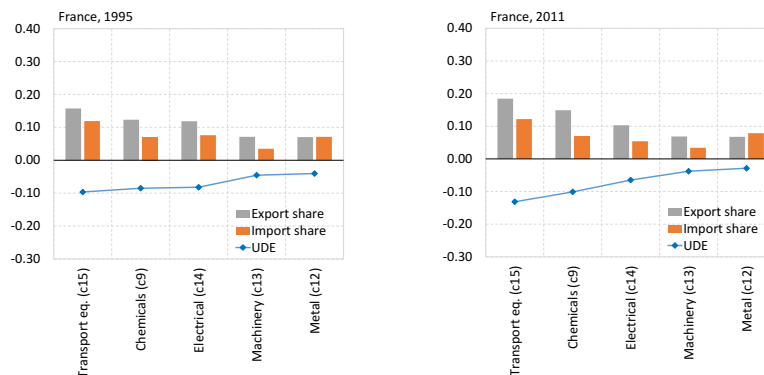 France, 1995
0.40
0.30
0.20
0.10
0.00
-0.10
-0.20
-0.30
Export share
Import share
UDE
Transport eq. (c15)
Chemicals (c9)
Electrical (c14)
Machinery (c13)
Metal (c12)
France, 2011
0.40
0.30
0.20
0.10
0.00
-0.10
-0.20
-0.30
Export share
Import share
UDE
Transport eq. (c15)
Chemicals (c9)
Electrical (c14)
Machinery (c13)
Metal (c12)